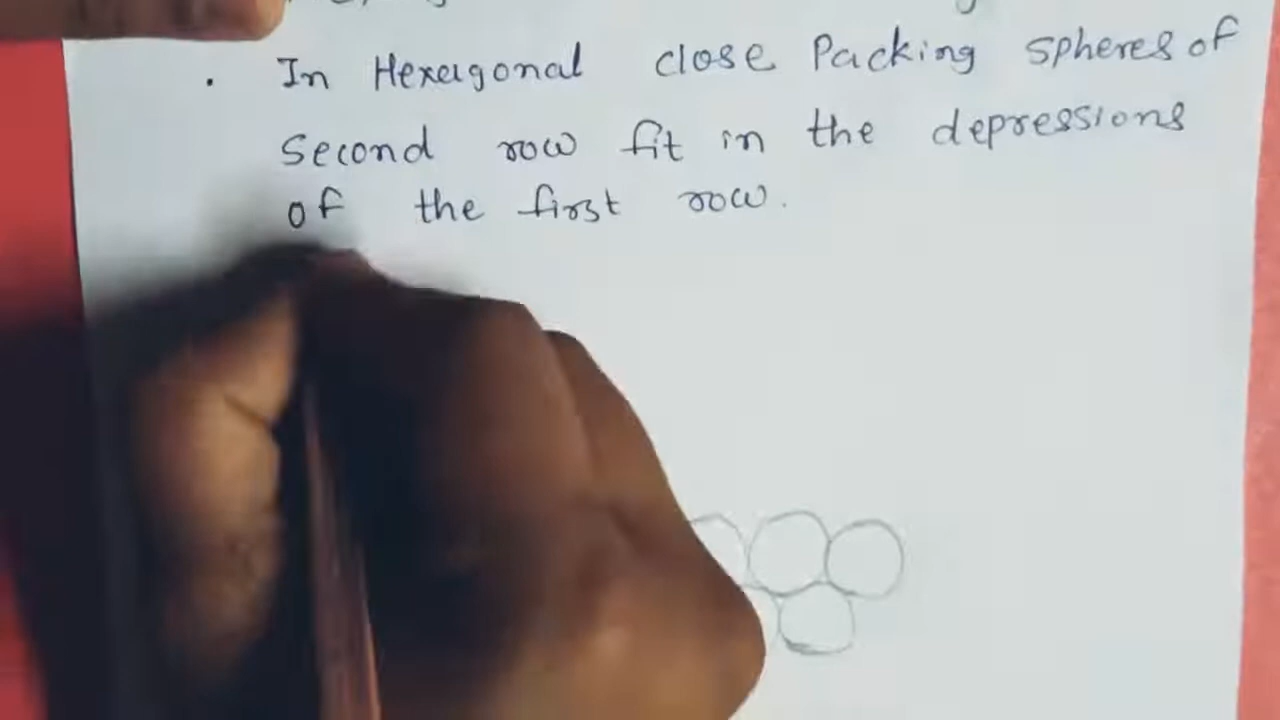 . In Hexagonal close Packing spheres of
Second row fit in the depressions
of the first row.